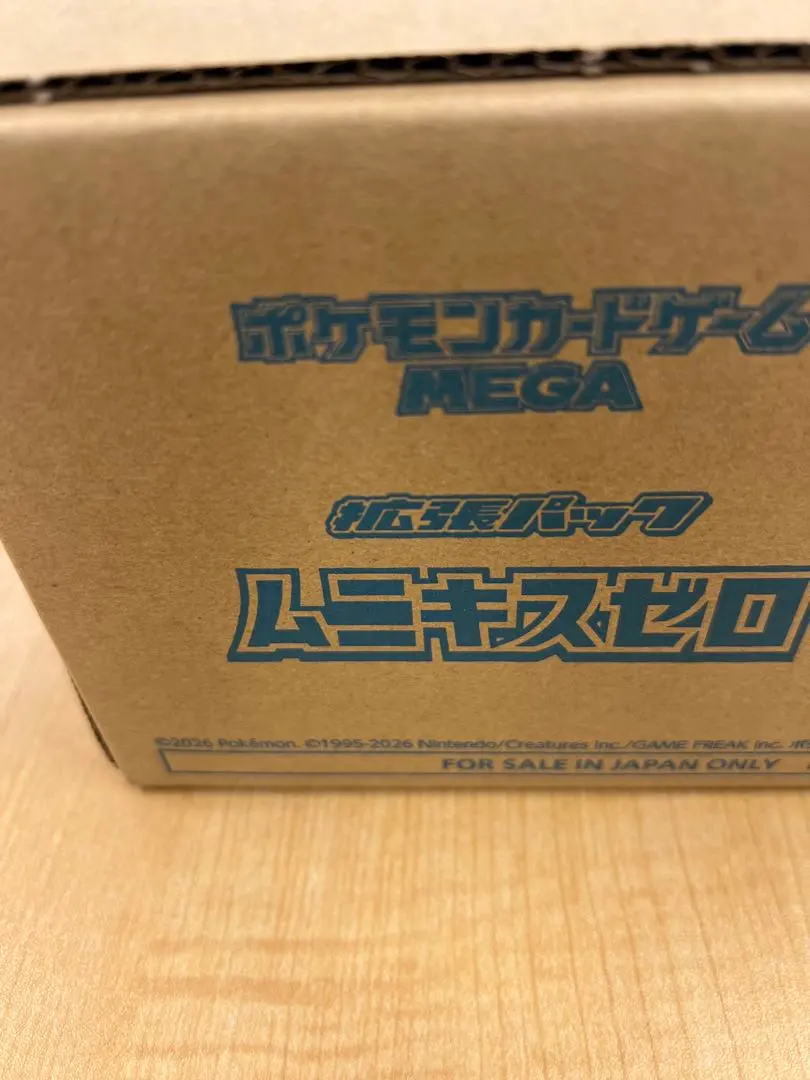 ポケモンカードゲーム
MEGA
拡張パック
ムニキスゼロ
©2026 Pokémon. ©1995-2026 Nintendo/Creatures Inc./GAME FREAK inc.
FOR SALE IN JAPAN ONLY